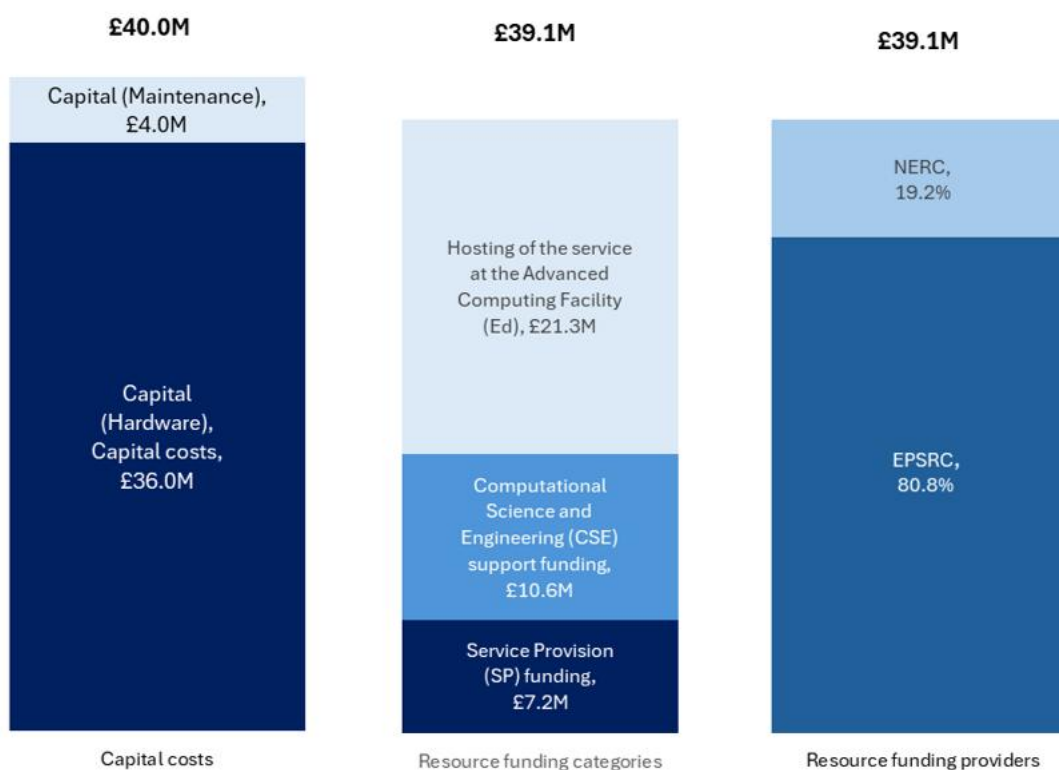 £40.0M
Capital (Maintenance),
£4.0M
Capital
(Hardware),
Capital costs,
£36.0M
Capital costs
£39.1M
Hosting of the service
at the Advanced
Computing Facility
(Ed), £21.3M
Computational
Science and
Engineering (CSE)
support funding,
£10.6M
Service Provision
(SP) funding,
£7.2M
Resource funding categories
£39.1M
NERC,
19.2%
EPSRC,
80.8%
Resource funding providers